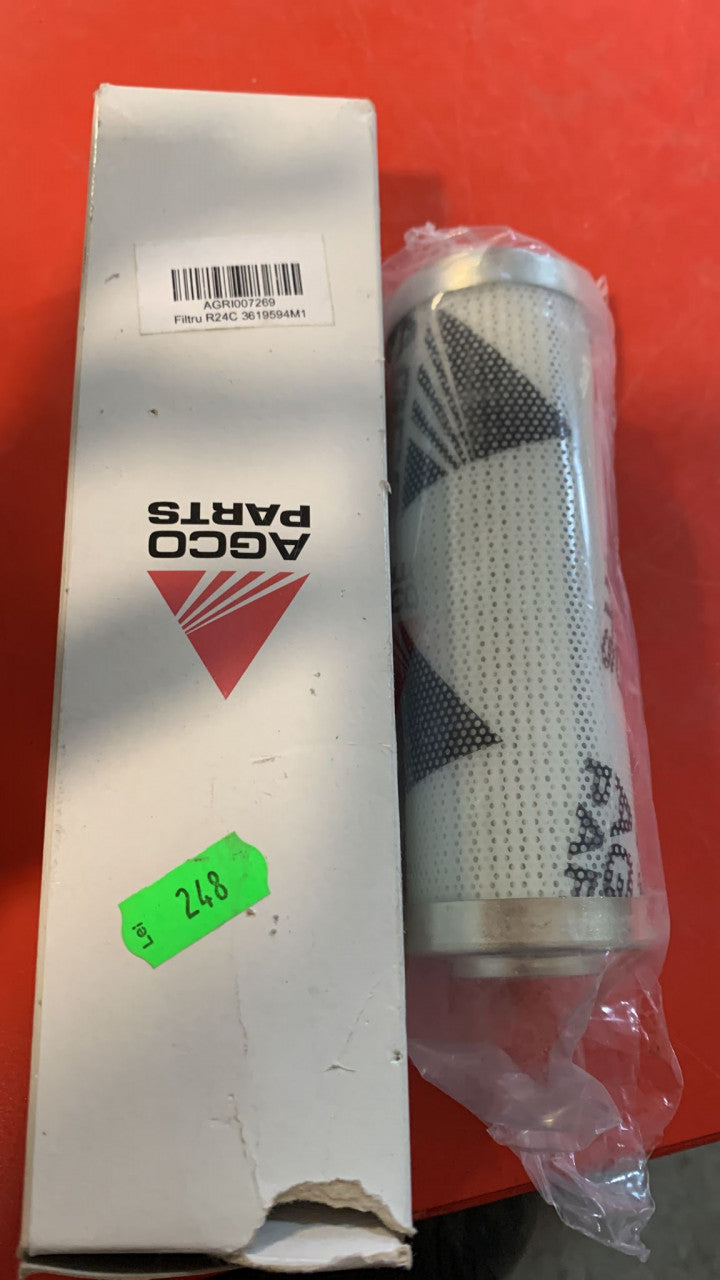 AGRI007269
Filtru R24C 3619594M1
AGCO
PARTS
248
Lei